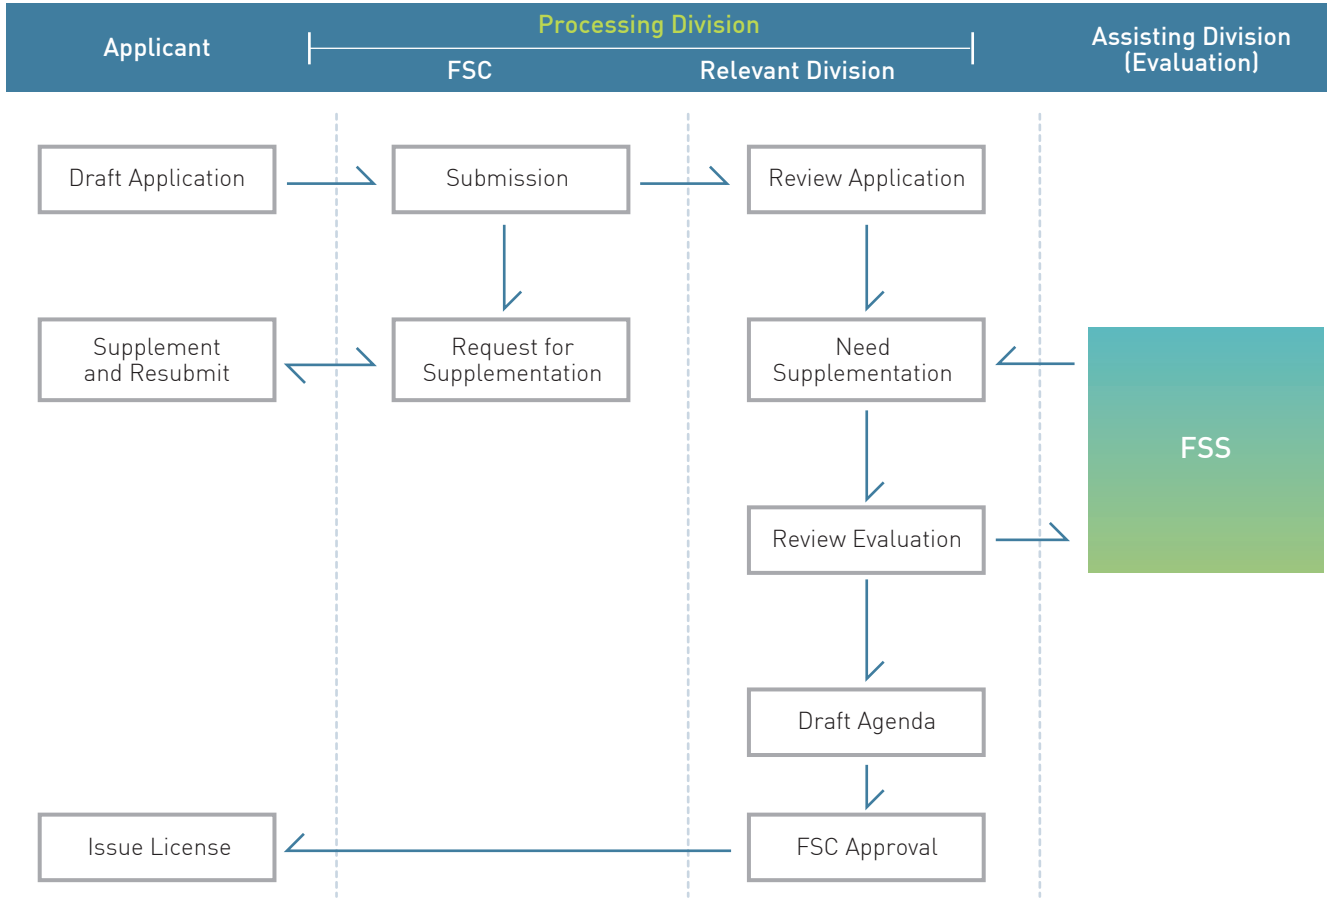 Applicant
Processing Division
FSC
Relevant Division
Assisting Division
(Evaluation)
Draft Application
Submission
Review Application
Supplement
and Resubmit
Request for
Supplementation
Need
Supplementation
FSS
Review Evaluation
Draft Agenda
Issue License
FSC Approval